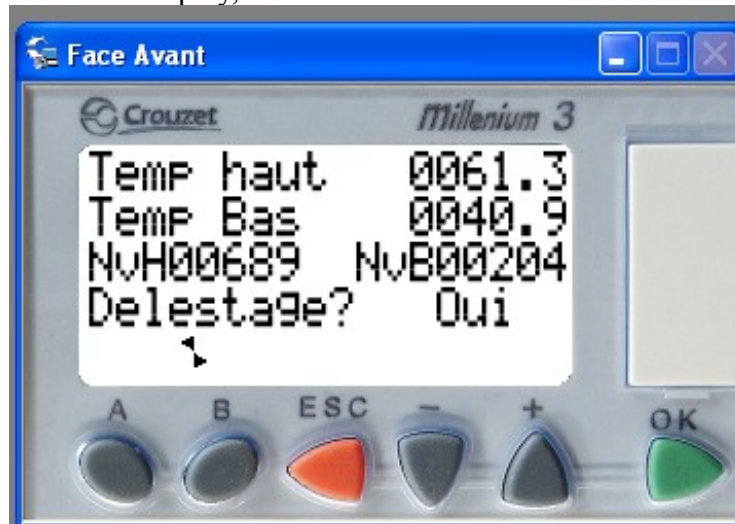 Face Avant
Crouzet millenium 3
Temp haut 0061.3
Temp Bas 0040.9
NvH00689 NvB00204
Delestage? Oui
A B ESC - + OK